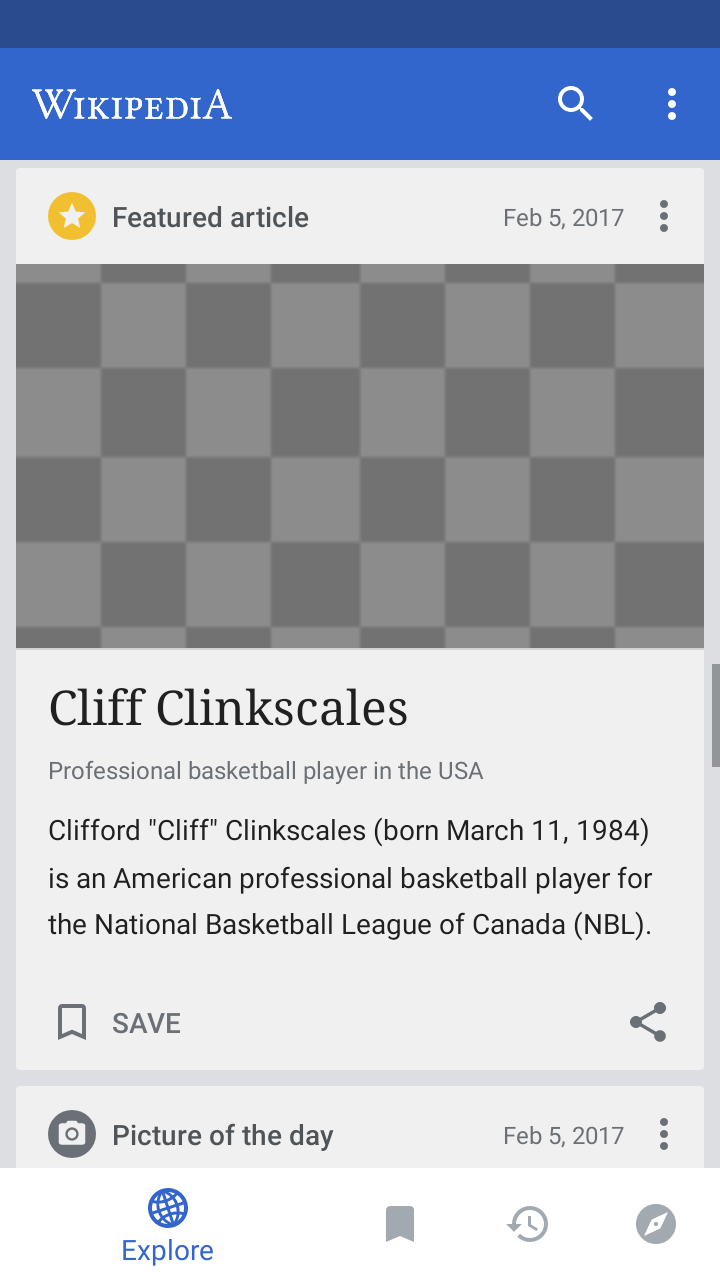 WIKIPEDIA
Featured article
Feb 5, 2017
Cliff Clinkscales
Professional basketball player in the USA
Clifford "Cliff" Clinkscales (born March 11, 1984)
is an American professional basketball player for
the National Basketball League of Canada (NBL).
SAVE
Picture of the day
Feb 5, 2017
Explore